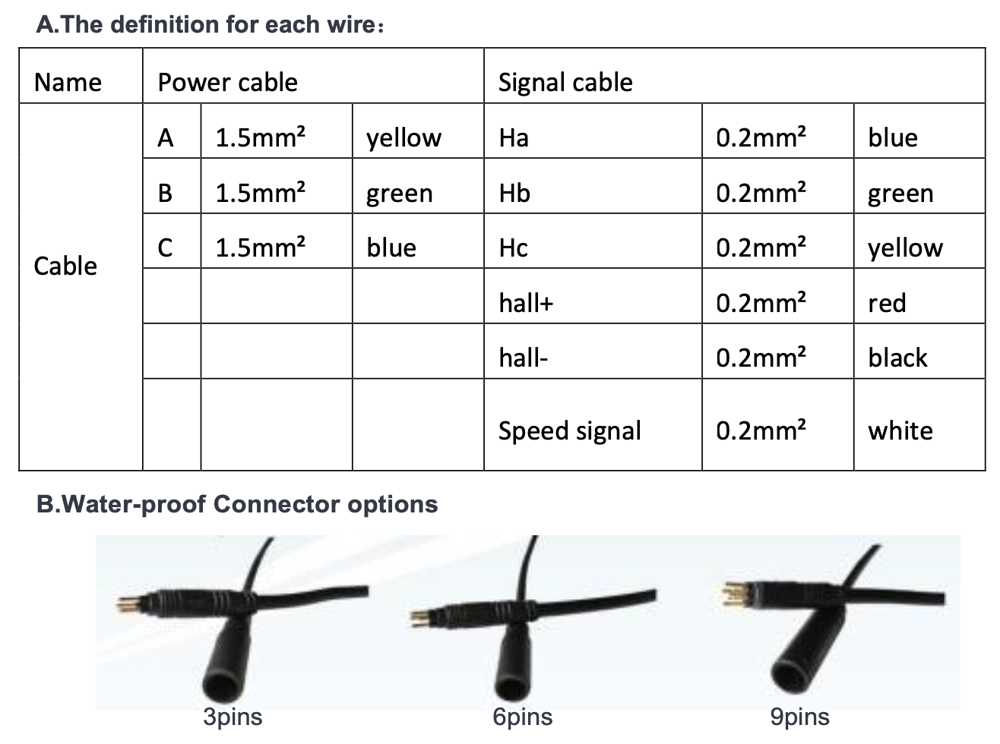 A.The definition for each wire：
Name Power cable Signal cable
Cable
A 1.5mm² yellow Ha 0.2mm² blue
B 1.5mm² green Hb 0.2mm² green
C 1.5mm² blue Hc 0.2mm² yellow
hall+ 0.2mm² red
hall- 0.2mm² black
Speed signal 0.2mm² white
B.Water-proof Connector options
3pins 6pins 9pins